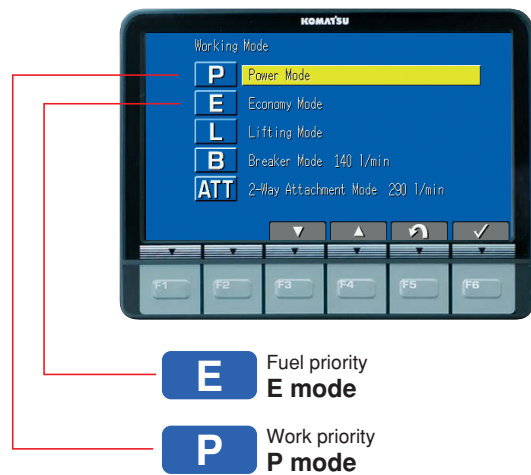 KOMATSU
Working Mode
P Power Mode
E Economy Mode
L Lifting Mode
B Breaker Mode 140 l/min
ATT 2-Way Attachment Mode 290 l/min
F1 F2 F3 F4 F5 F6
E Fuel priority
E mode
P Work priority
P mode